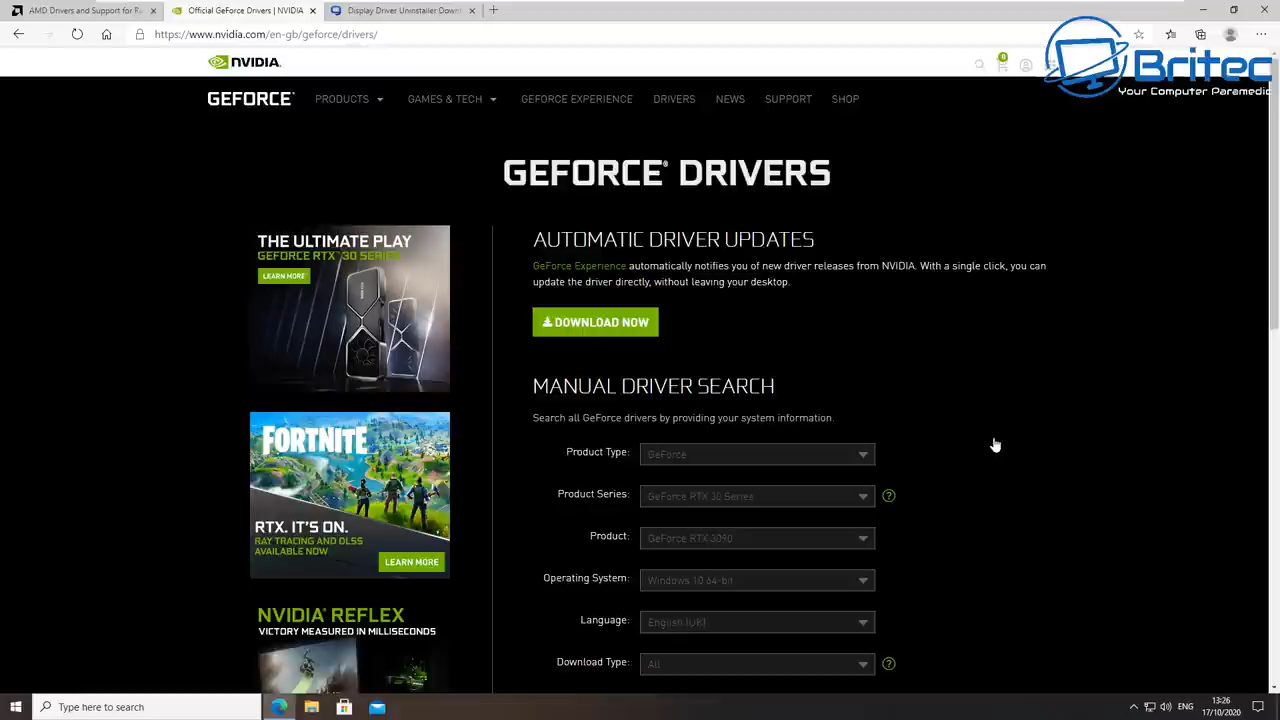 AMD Drivers and Support for Ra
Official GeForce Drivers | NVIDIA
Display Driver Uninstaller Downl
https://www.nvidia.com/en-gb/geforce/drivers/
Britec
Your Computer Paramedic
NVIDIA.
0
GEFORCE® PRODUCTS GAMES & TECH GEFORCE EXPERIENCE DRIVERS NEWS SUPPORT SHOP
GEFORCE® DRIVERS
THE ULTIMATE PLAY
GEFORCE RTX™ 30 SERIES
LEARN MORE
FORTNITE
RTX. IT'S ON.
RAY TRACING AND DLSS
AVAILABLE NOW
LEARN MORE
NVIDIA® REFLEX
VICTORY MEASURED IN MILLISECONDS
AUTOMATIC DRIVER UPDATES
GeForce Experience automatically notifies you of new driver releases from NVIDIA. With a single click, you can
update the driver directly, without leaving your desktop.
DOWNLOAD NOW
MANUAL DRIVER SEARCH
Search all GeForce drivers by providing your system information.
Product Type: GeForce
Product Series: GeForce RTX 30 Series ?
Product: GeForce RTX 3090
Operating System: Windows 10 64-bit
Language: English (UK)
Download Type: All ?
Type here to search
ENG
13:26
17/10/2020